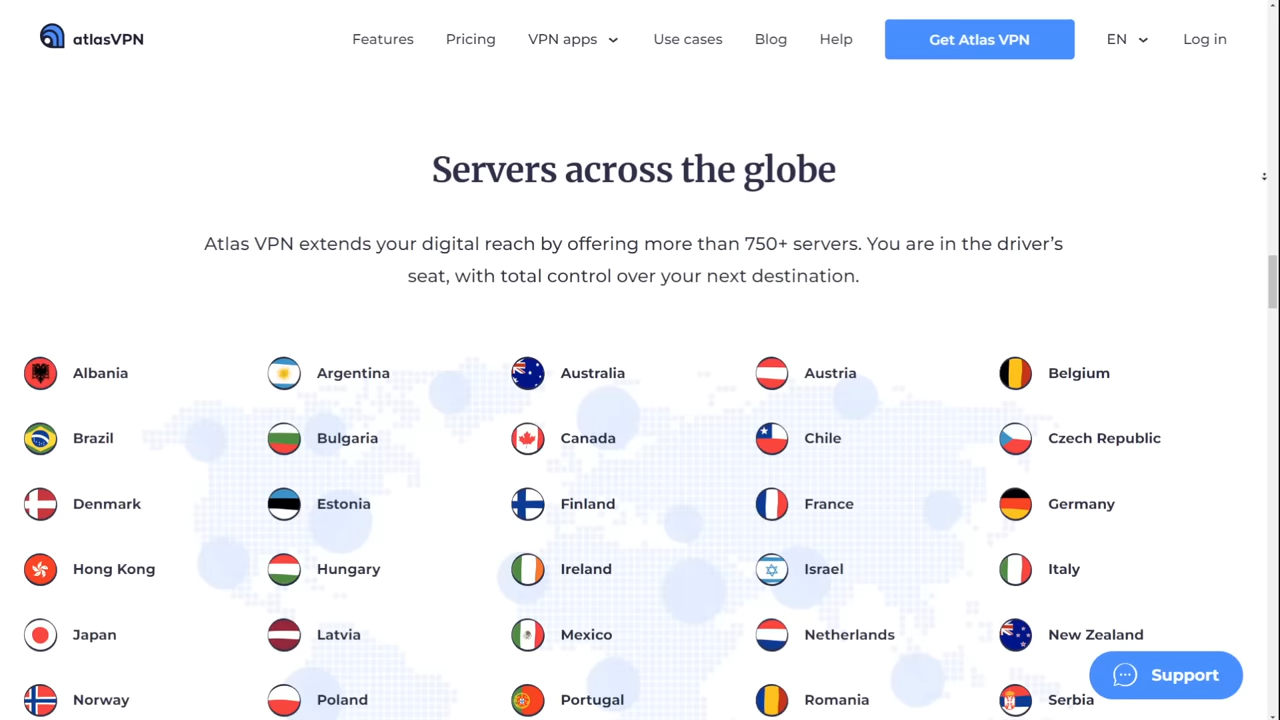 atlasVPN
Features Pricing VPN apps Use cases Blog Help Get Atlas VPN EN Log in
Servers across the globe
Atlas VPN extends your digital reach by offering more than 750+ servers. You are in the driver’s
seat, with total control over your next destination.
Albania Argentina Australia Austria Belgium
Brazil Bulgaria Canada Chile Czech Republic
Denmark Estonia Finland France Germany
Hong Kong Hungary Ireland Israel Italy
Japan Latvia Mexico Netherlands New Zealand
Norway Poland Portugal Romania Serbia
Support